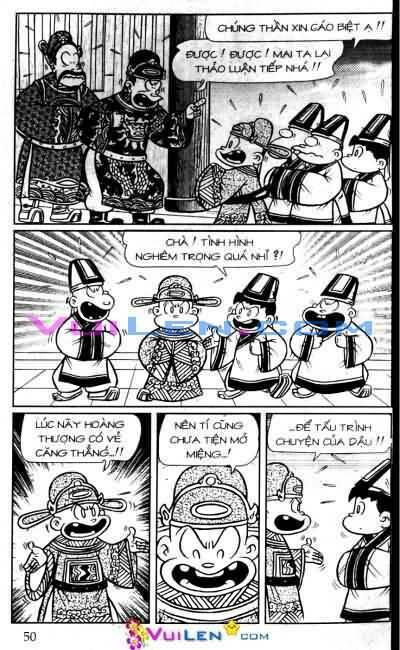 CHÚNG THẦN XIN CÁO BIỆT Ạ !!
ĐƯỢC ! ĐƯỢC ! MAI TA LẠI
THẢO LUẬN TIẾP NHÁ !!
CHÀ ! TÌNH HÌNH
NGHIÊM TRỌNG QUÁ NHỈ ?!
VUILEN.COM
LÚC NÃY HOÀNG
THƯỢNG CÓ VẺ
CĂNG THẲNG...!!
NÊN TÍ CŨNG
CHƯA TIỆN MỞ
MIỆNG...!
...ĐỂ TẤU TRÌNH
CHUYỆN CỦA DẬU !!
50
VUILEN.COM